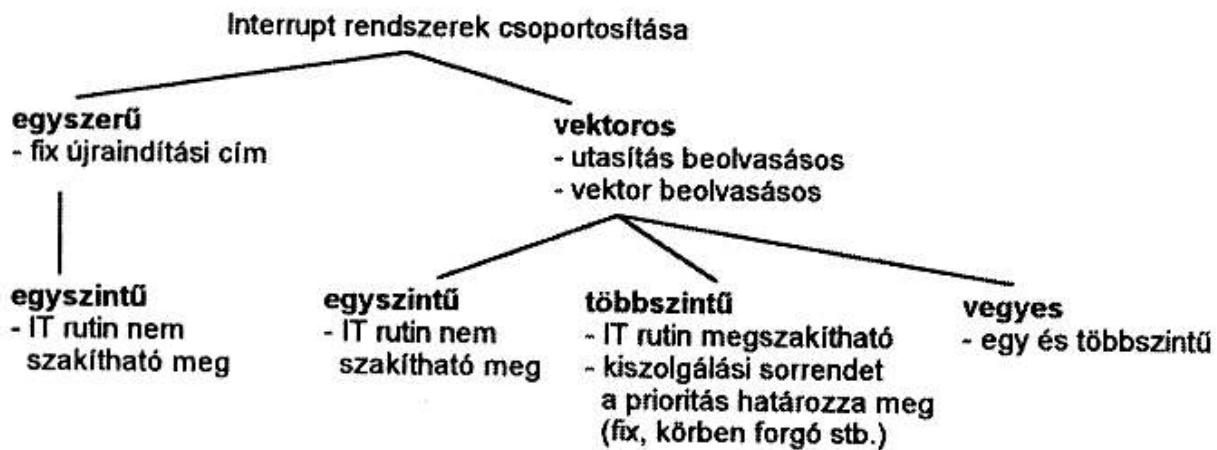 Interrupt rendszerek csoportosítása
egyszerű
- fix újraindítási cím
vektoros
- utasítás beolvasásos
- vektor beolvasásos
egyszintű
- IT rutin nem
szakítható meg
egyszintű
- IT rutin nem
szakítható meg
többszintű
- IT rutin megszakítható
- kiszolgálási sorrendet
a prioritás határozza meg
(fix, körben forgó stb.)
vegyes
- egy és többszintű